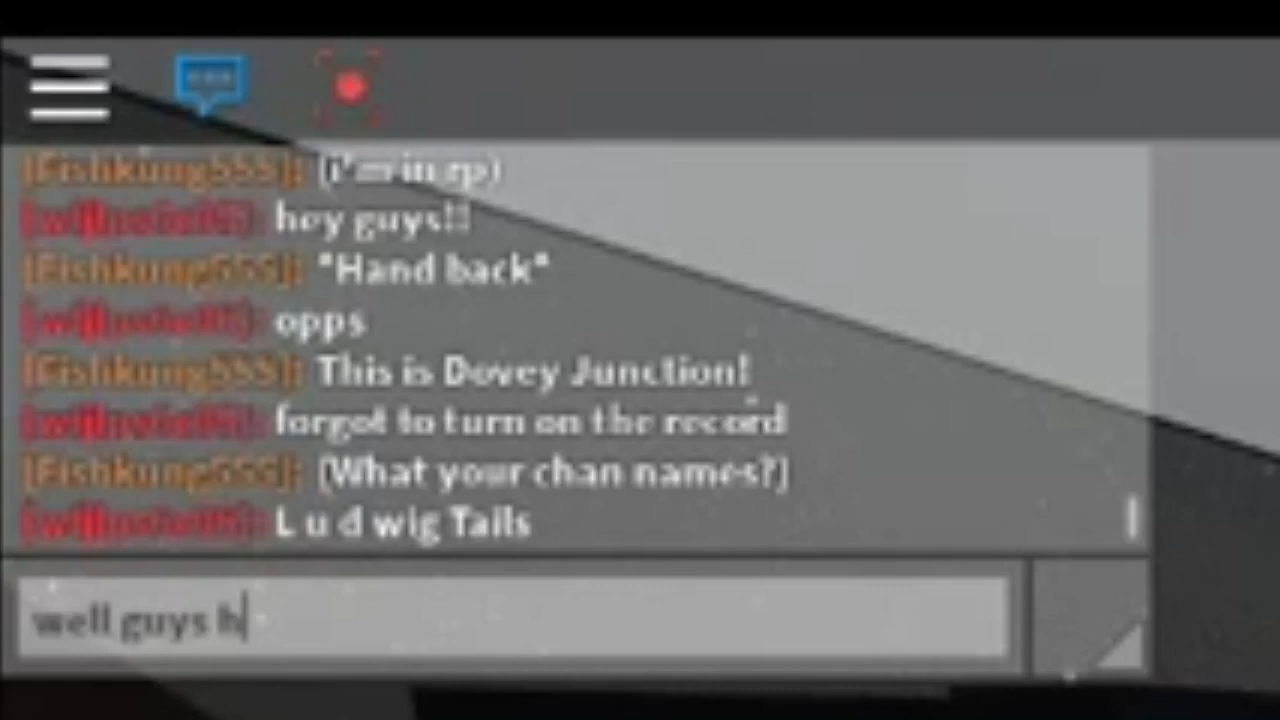 [Fishkung555]: (I'm in rp)
hey guys!!
[Fishkung555]: *Hand back*
opps
[Fishkung555]: This is Dovey Junction!
forgot to turn on the record
[Fishkung555]: (What your chan names?)
L u d wig Tails
well guys h